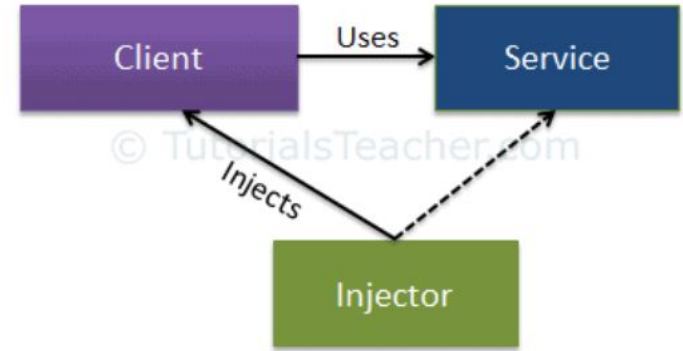 Uses
Client
Service
© TutorialsTeacher.com
Injects
Injector